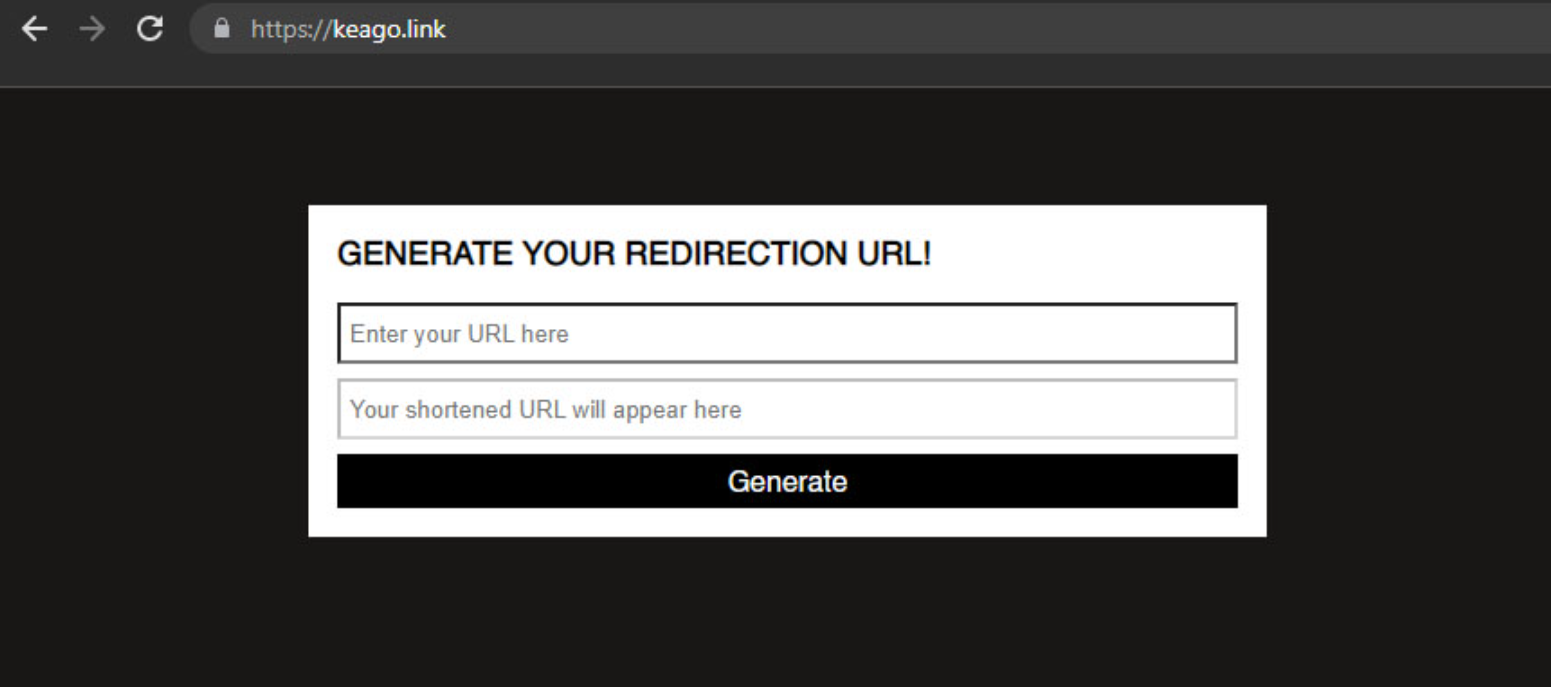 https://keago.link
GENERATE YOUR REDIRECTION URL!
Enter your URL here
Your shortened URL will appear here
Generate